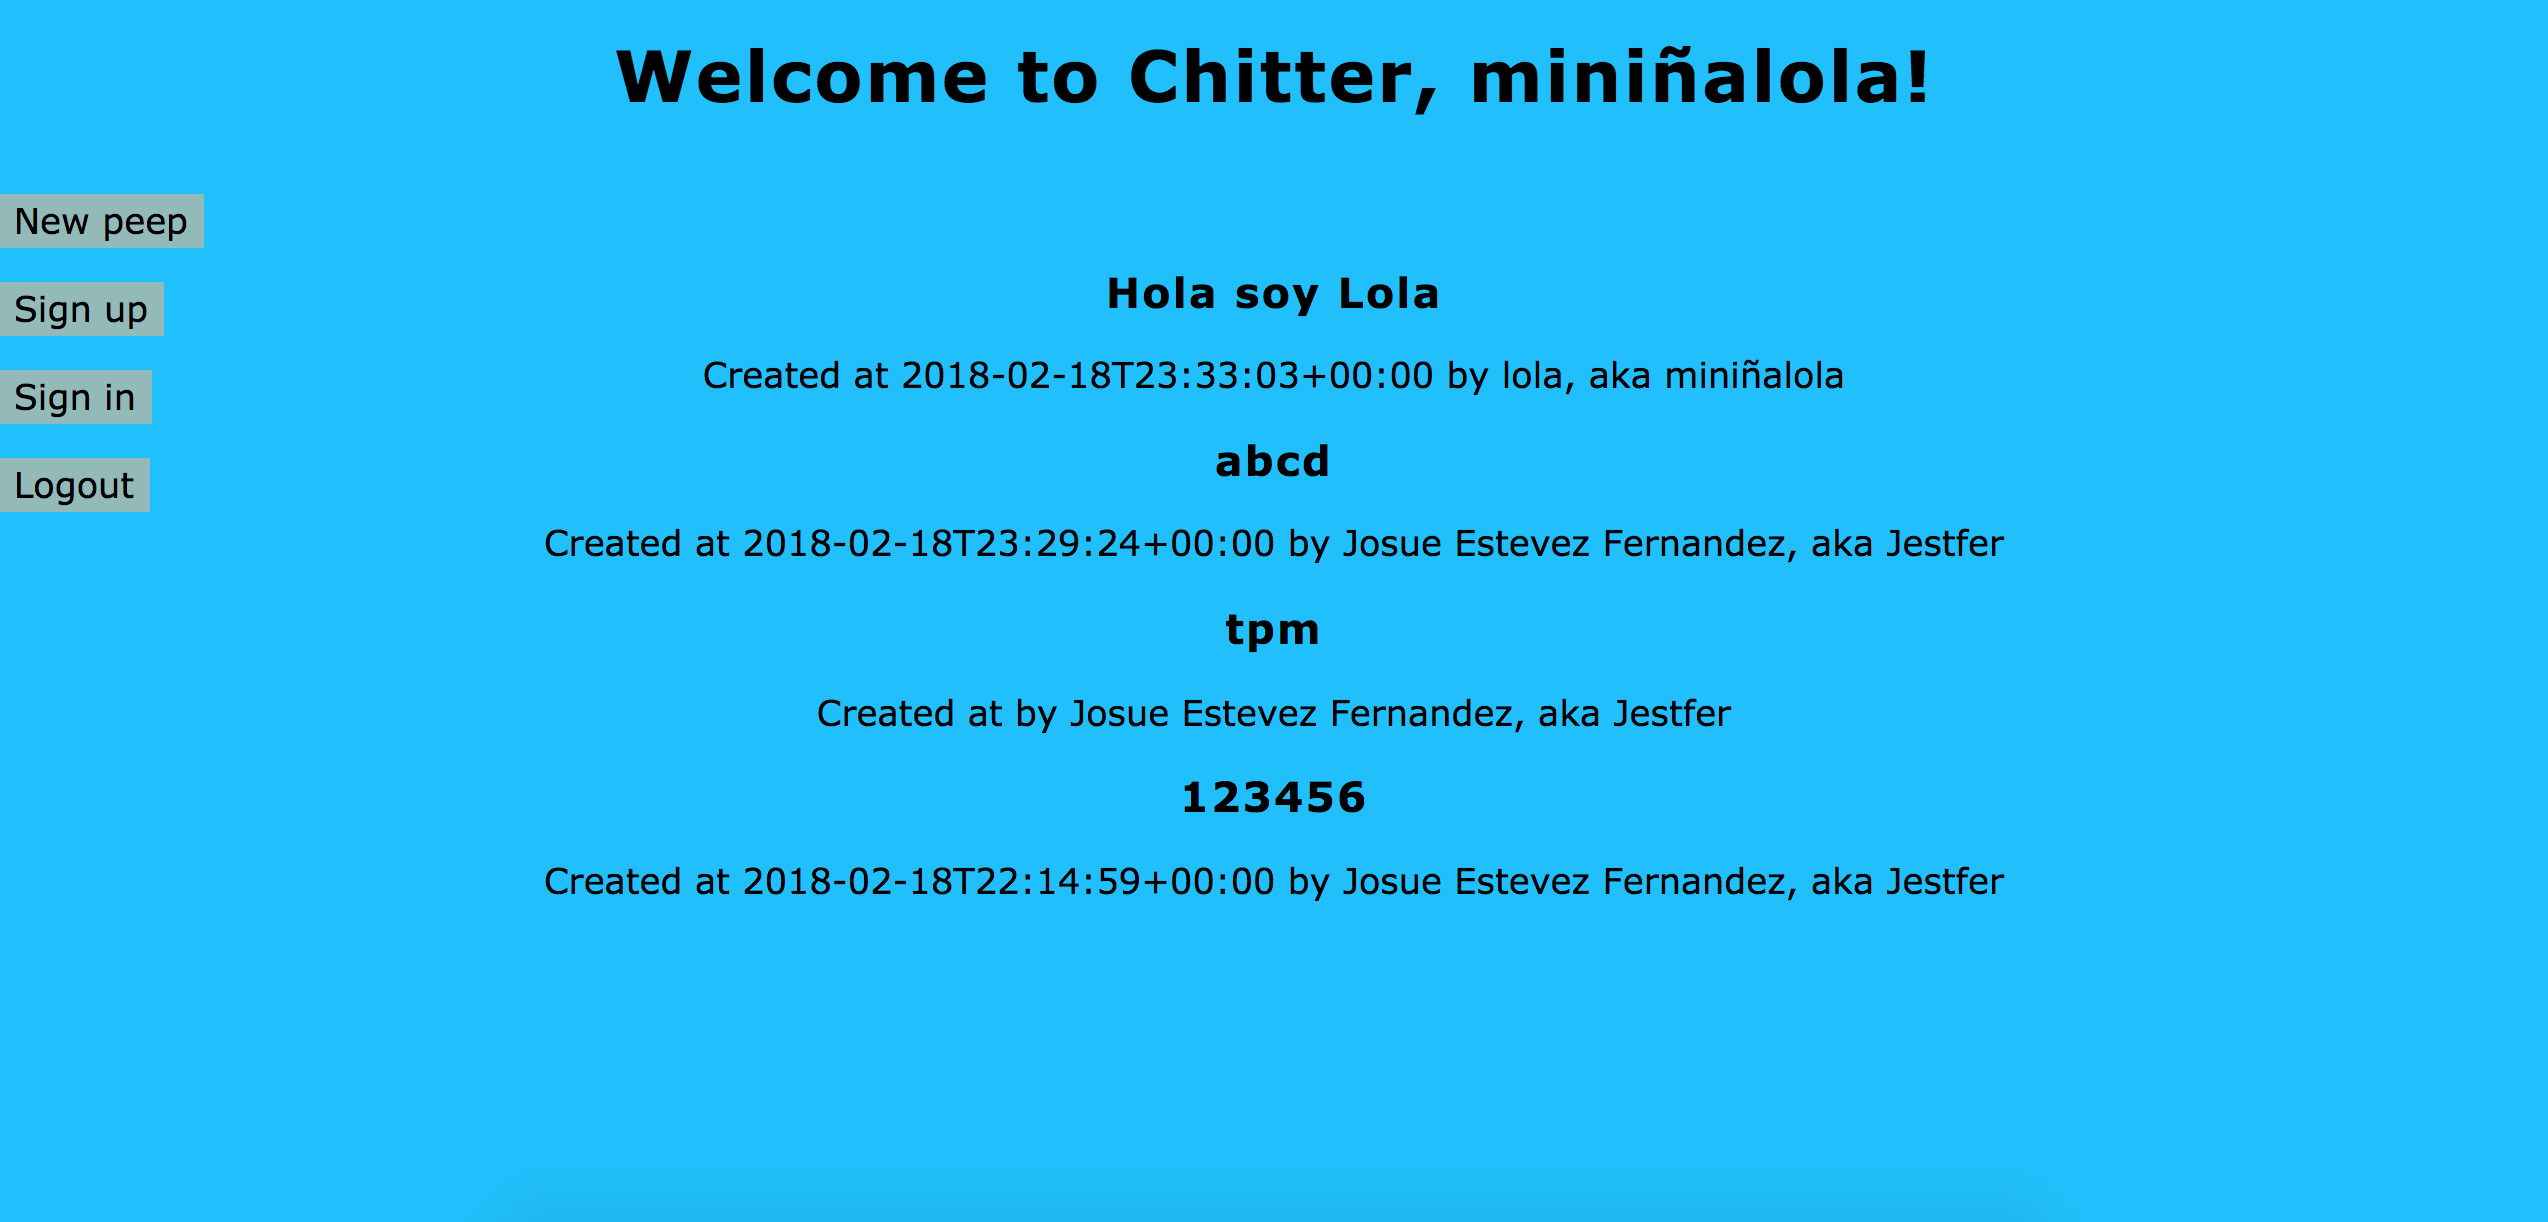 Welcome to Chitter, miniñalola!
New peep
Sign up
Sign in
Logout
Hola soy Lola
Created at 2018-02-18T23:33:03+00:00 by lola, aka miniñalola
abcd
Created at 2018-02-18T23:29:24+00:00 by Josue Estevez Fernandez, aka Jestfer
tpm
Created at by Josue Estevez Fernandez, aka Jestfer
123456
Created at 2018-02-18T22:14:59+00:00 by Josue Estevez Fernandez, aka Jestfer